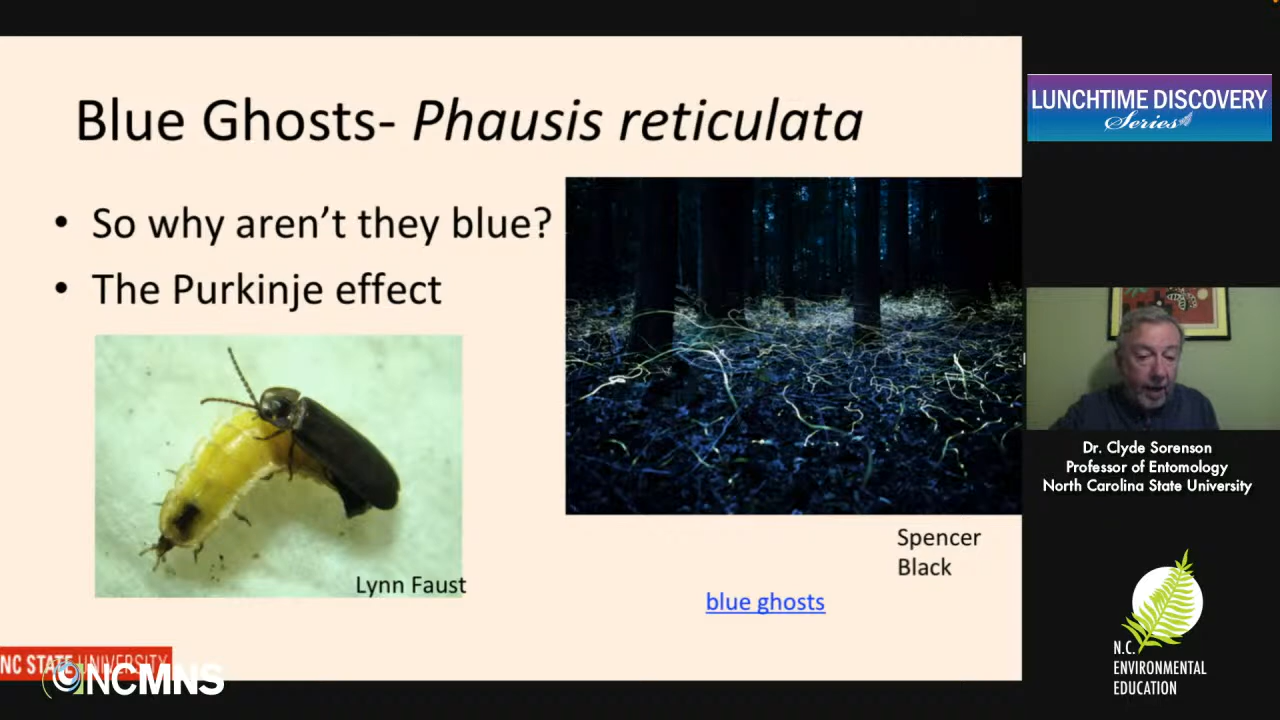 Blue Ghosts- Phausis reticulata
• So why aren't they blue?
• The Purkinje effect
Lynn Faust
Spencer
Black
blue ghosts
NC STATE UNIVERSITY
NCMNS
LUNCHTIME DISCOVERY
Series
Dr. Clyde Sorenson
Professor of Entomology
North Carolina State University
N.C.
ENVIRONMENTAL
EDUCATION